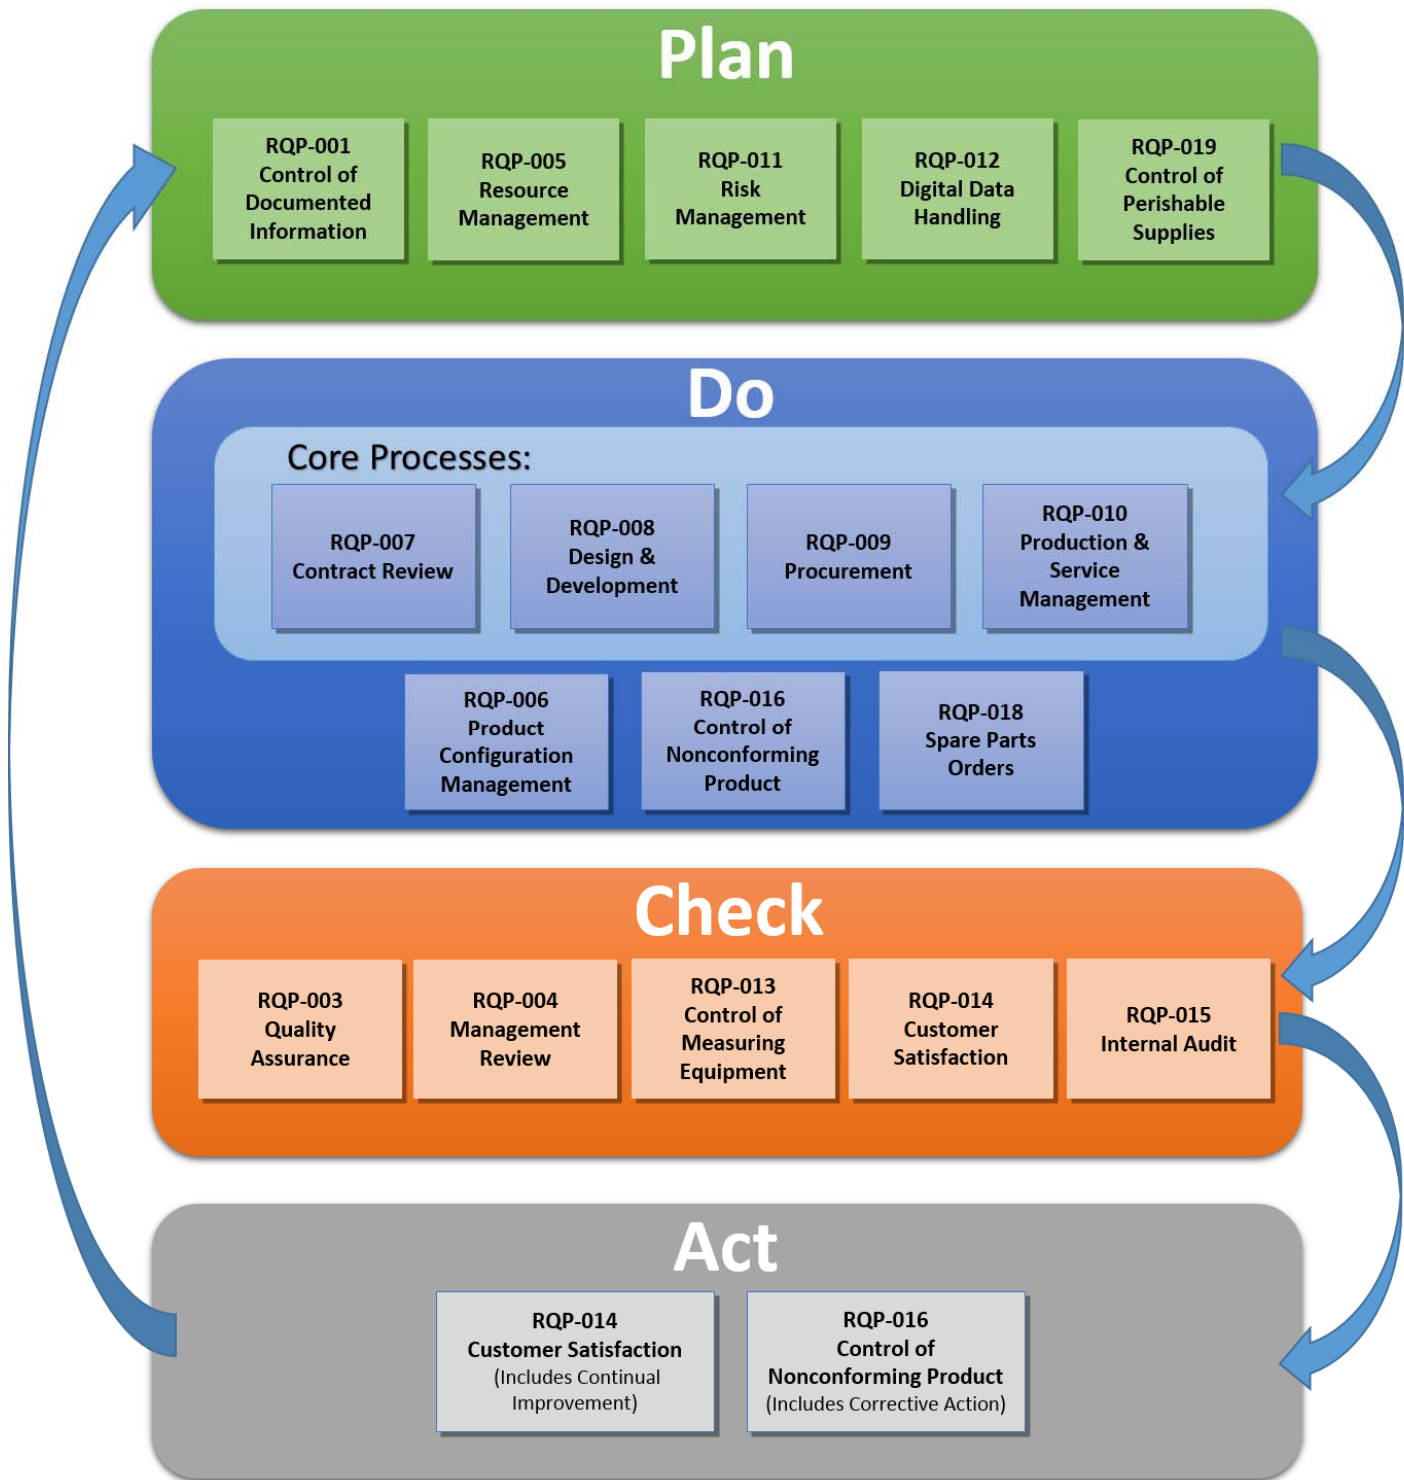 Plan
RQP-001
Control of
Documented
Information
RQP-005
Resource
Management
RQP-011
Risk
Management
RQP-012
Digital Data
Handling
RQP-019
Control of
Perishable
Supplies
Do
Core Processes:
RQP-007
Contract Review
RQP-008
Design &
Development
RQP-009
Procurement
RQP-010
Production &
Service
Management
RQP-006
Product
Configuration
Management
RQP-016
Control of
Nonconforming
Product
RQP-018
Spare Parts
Orders
Check
RQP-003
Quality
Assurance
RQP-004
Management
Review
RQP-013
Control of
Measuring
Equipment
RQP-014
Customer
Satisfaction
RQP-015
Internal Audit
Act
RQP-014
Customer Satisfaction
(Includes Continual
Improvement)
RQP-016
Control of
Nonconforming Product
(Includes Corrective Action)